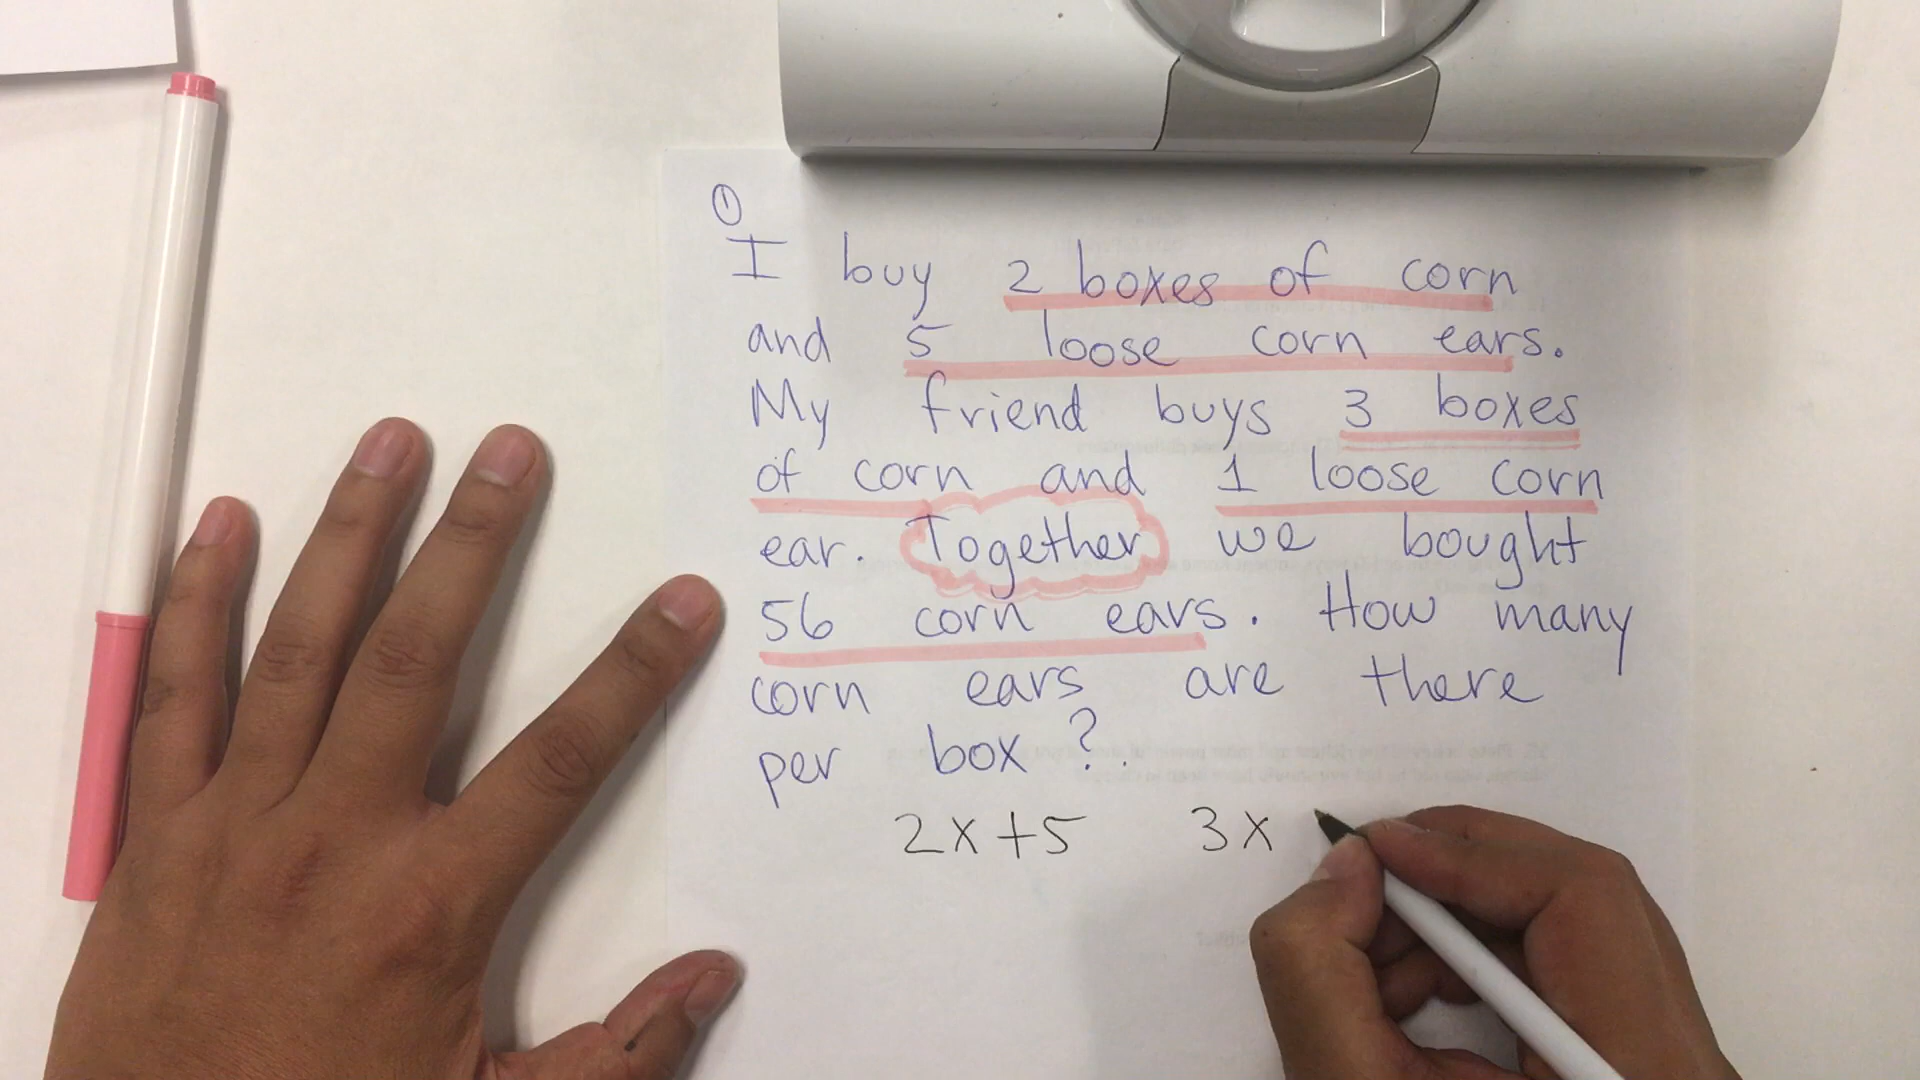 ①
I buy 2 boxes of corn
and 5 loose corn ears.
My friend buys 3 boxes
of corn and 1 loose corn
ear. Together we bought
56 corn ears. How many
corn ears are there
per box?
2x+5 3x